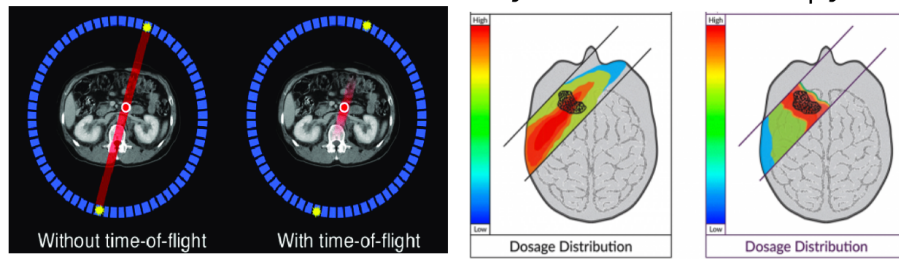 Without time-of-flight
With time-of-flight
High
Low
Dosage Distribution
High
Low
Dosage Distribution